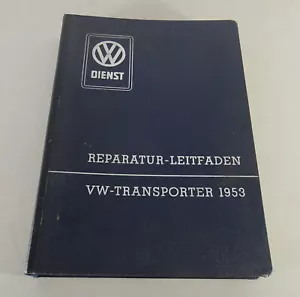 VW
DIENST
REPARATUR-LEITFADEN
VW-TRANSPORTER 1953